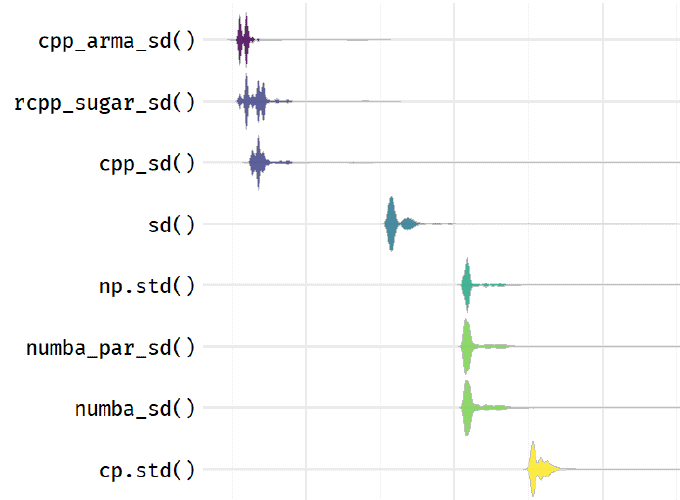 cpp_arma_sd()
rcpp_sugar_sd()
cpp_sd()
sd()
np.std()
numba_par_sd()
numba_sd()
cp.std()